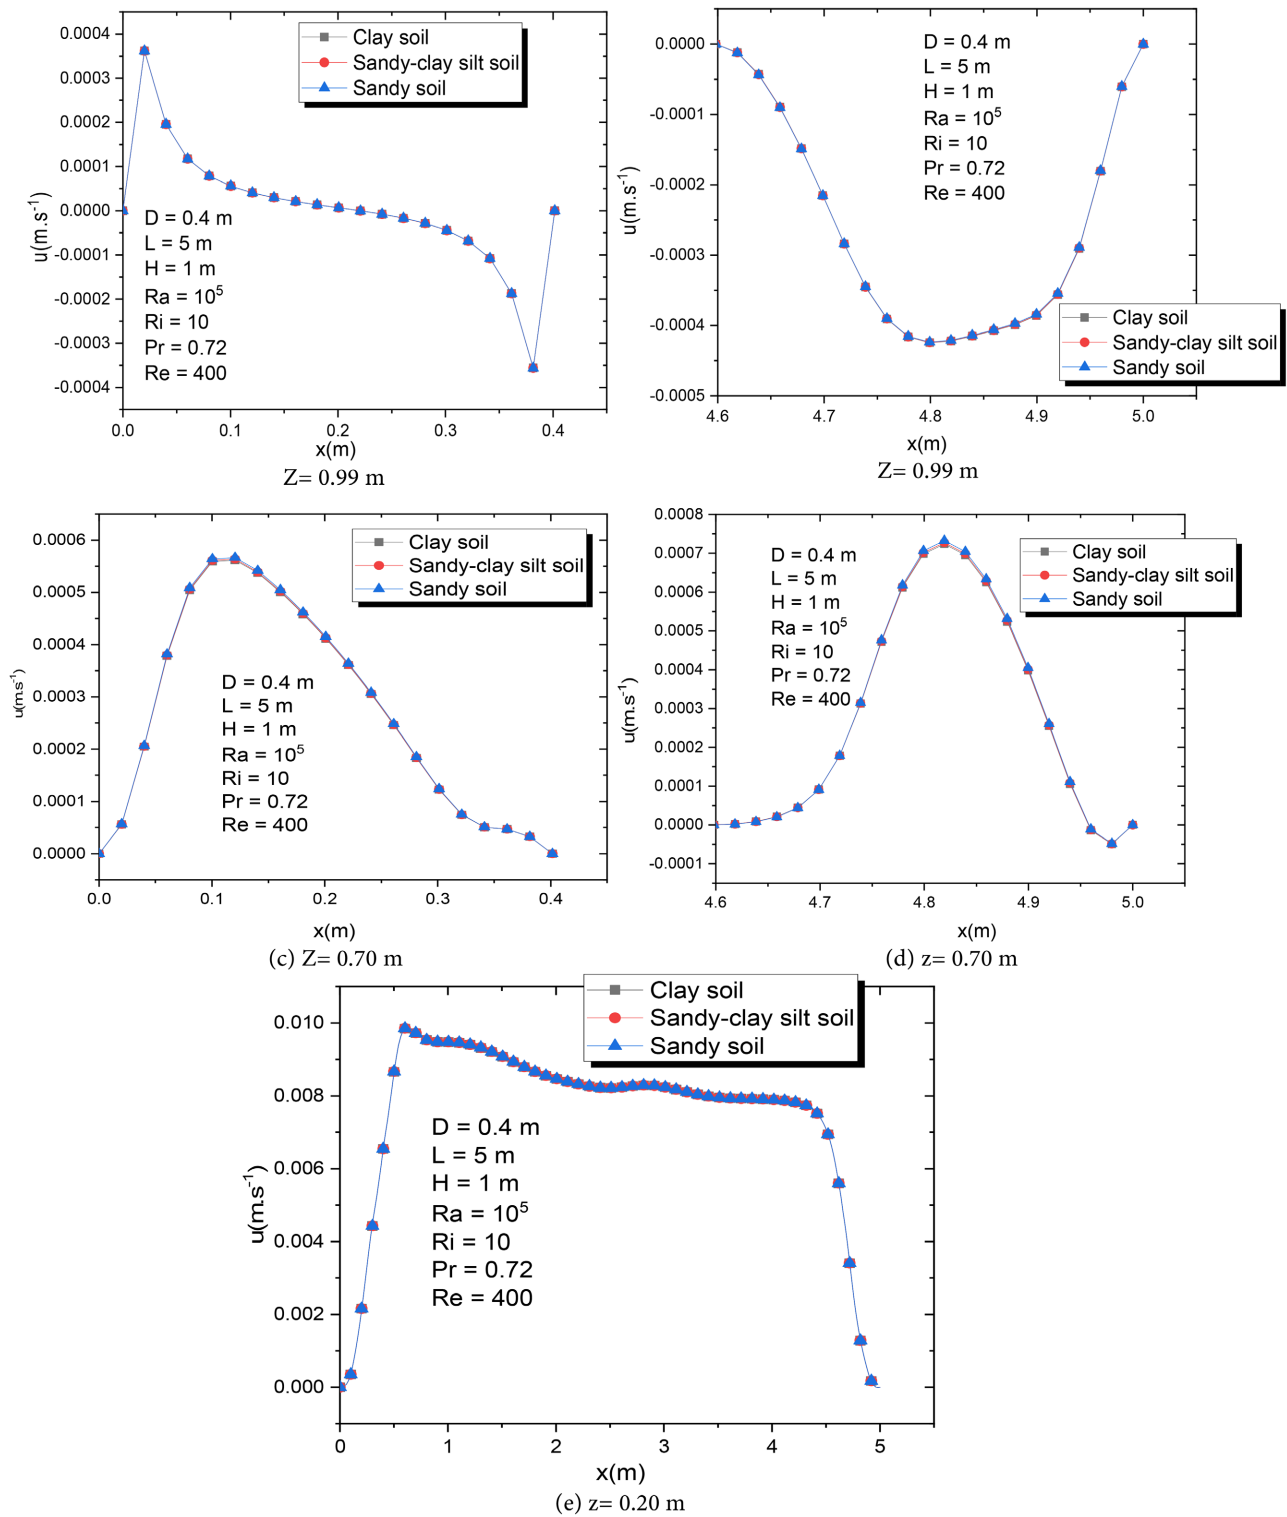 0.0004
0.0003
0.0002
0.0001
0.0000
-0.0001
-0.0002
-0.0003
-0.0004
u(m.s⁻¹)
Clay soil
Sandy-clay silt soil
Sandy soil
D = 0.4 m
L = 5 m
H = 1 m
Ra = 10⁵
Ri = 10
Pr = 0.72
Re = 400
0.0 0.1 0.2 0.3 0.4
x(m)
Z= 0.99 m
0.0000
-0.0001
-0.0002
-0.0003
-0.0004
-0.0005
u(m.s⁻¹)
D = 0.4 m
L = 5 m
H = 1 m
Ra = 10⁵
Ri = 10
Pr = 0.72
Re = 400
Clay soil
Sandy-clay silt soil
Sandy soil
4.6 4.7 4.8 4.9 5.0
x(m)
Z= 0.99 m
0.0006
0.0005
0.0004
0.0003
0.0002
0.0001
0.0000
u(m.s⁻¹)
Clay soil
Sandy-clay silt soil
Sandy soil
D = 0.4 m
L = 5 m
H = 1 m
Ra = 10⁵
Ri = 10
Pr = 0.72
Re = 400
0.0 0.1 0.2 0.3 0.4
x(m)
(c) Z= 0.70 m
0.0008
0.0007
0.0006
0.0005
0.0004
0.0003
0.0002
0.0001
0.0000
-0.0001
u(m.s⁻¹)
D = 0.4 m
L = 5 m
H = 1 m
Ra = 10⁵
Ri = 10
Pr = 0.72
Re = 400
Clay soil
Sandy-clay silt soil
Sandy soil
4.6 4.7 4.8 4.9 5.0
x(m)
(d) z= 0.70 m
0.010
0.008
0.006
0.004
0.002
0.000
u(m.s⁻¹)
Clay soil
Sandy-clay silt soil
Sandy soil
D = 0.4 m
L = 5 m
H = 1 m
Ra = 10⁵
Ri = 10
Pr = 0.72
Re = 400
0 1 2 3 4 5
x(m)
(e) z= 0.20 m